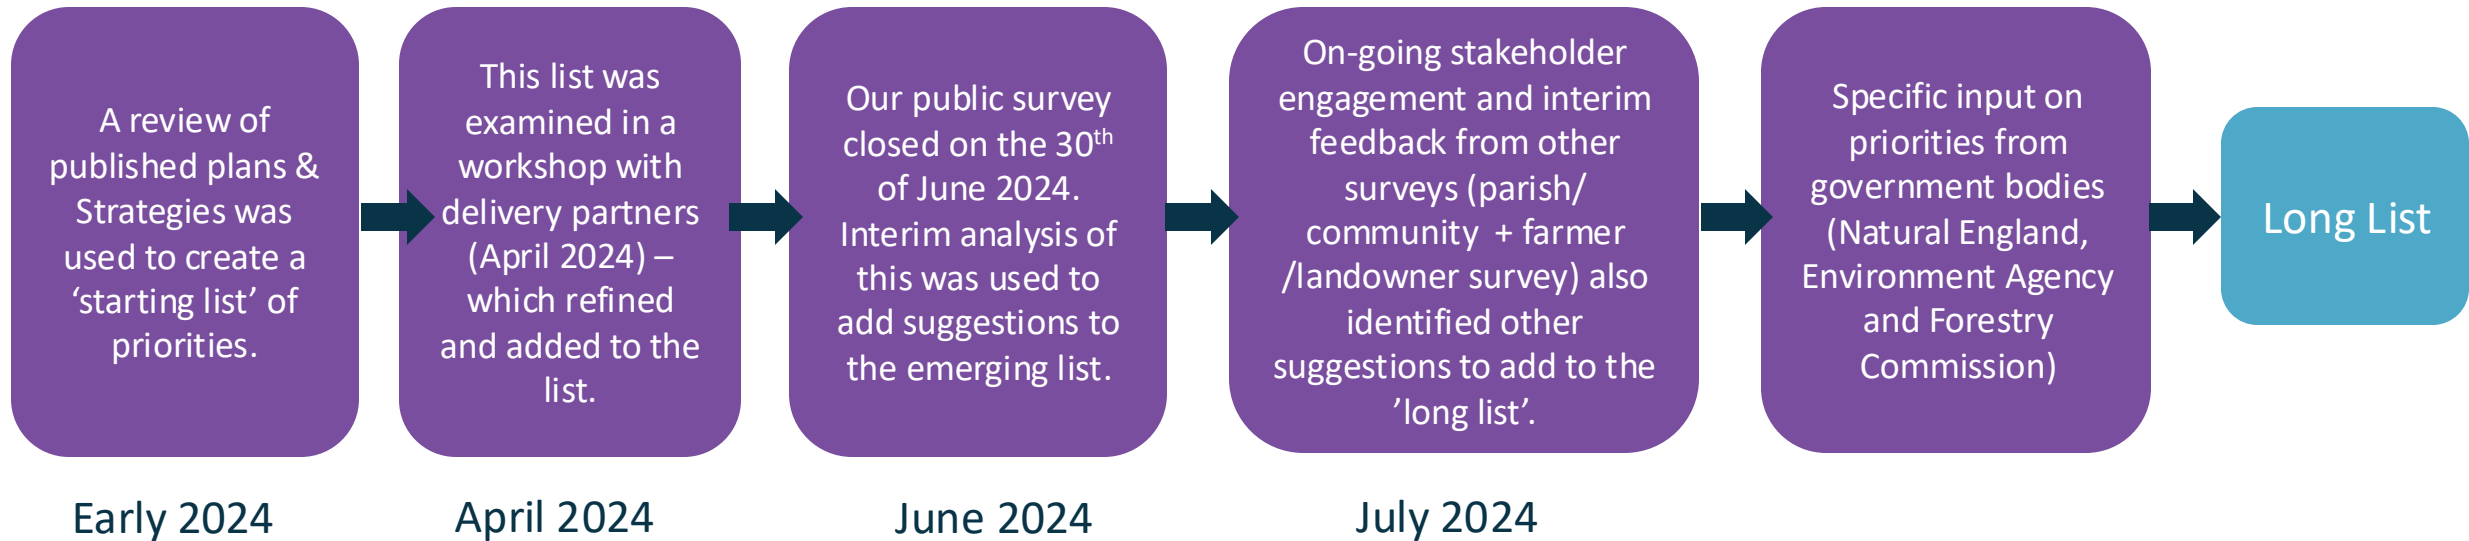 A review of
published plans &
Strategies was
used to create a
‘starting list’ of
priorities.
This list was
examined in a
workshop with
delivery partners
(April 2024) –
which refined
and added to the
list.
Our public survey
closed on the 30th
of June 2024.
Interim analysis of
this was used to
add suggestions to
the emerging list.
On-going stakeholder
engagement and interim
feedback from other
surveys (parish/
community + farmer
/landowner survey) also
identified other
suggestions to add to the
’long list’.
Specific input on
priorities from
government bodies
(Natural England,
Environment Agency
and Forestry
Commission)
Long List
Early 2024
April 2024
June 2024
July 2024